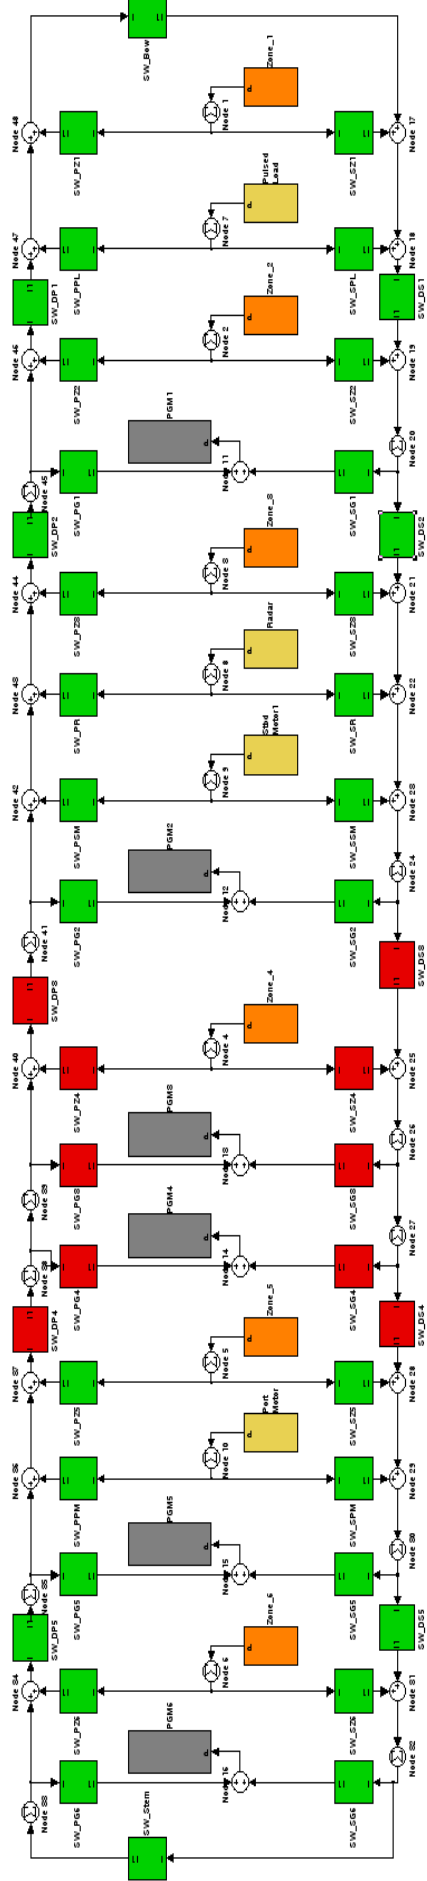 SW_Bow
Node 48
SW_PZ1
Node 1
Zone_1
SW_SZ1
Node 17
Node 47
SW_PPL
Node 7
Pulsed
Load
SW_SPL
Node 18
SW_DP1
SW_DS1
Node 46
SW_PZ2
Node 2
Zone_2
SW_SZ2
Node 19
Node 45
SW_PG1
PGM1
Node 11
SW_SG1
Node 20
SW_DP2
SW_DS2
Node 44
SW_PZ3
Node 3
Zone_3
SW_SZ3
Node 21
Node 43
SW_PR
Node 8
Radar
SW_SR
Node 22
Node 42
SW_PSM
Node 9
Stbd
Motor1
SW_SSM
Node 23
Node 41
SW_PG2
PGM2
Node 12
SW_SG2
Node 24
SW_DP3
SW_DS3
Node 40
SW_PZ4
Node 4
Zone_4
SW_SZ4
Node 25
Node 39
SW_PG3
PGM3
Node 13
SW_SG3
Node 26
Node 38
SW_PG4
PGM4
Node 14
SW_SG4
Node 27
SW_DP4
SW_DS4
Node 37
SW_PZ5
Node 5
Zone_5
SW_SZ5
Node 28
Node 36
SW_PPM
Node 10
Port
Motor
SW_SPM
Node 29
Node 35
SW_PG5
PGM5
Node 15
SW_SG5
Node 30
SW_DP5
SW_DS5
Node 34
SW_PZ6
Node 6
Zone_6
SW_SZ6
Node 31
Node 33
SW_PG6
PGM6
Node 16
SW_SG6
Node 32
SW_Stern